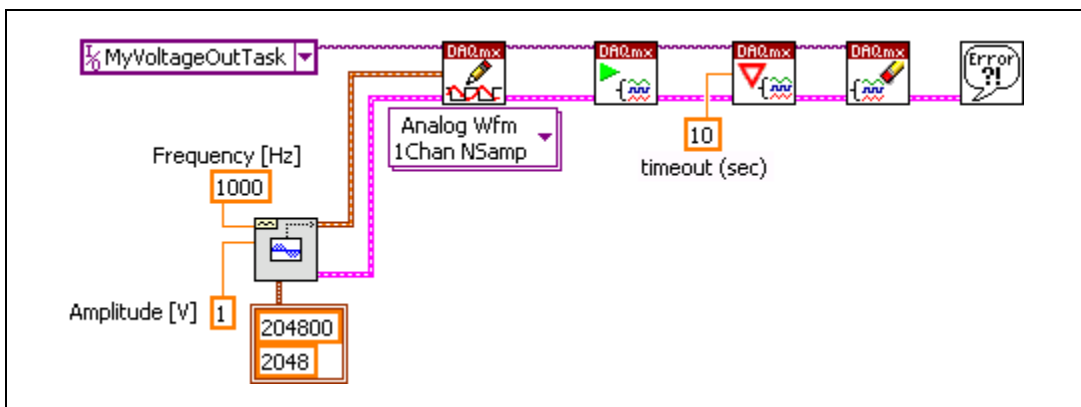 I/O MyVoltageOutTask
DAQmx
DAQmx
DAQmx
DAQmx
Error
?!
Analog Wfm
1Chan NSamp
10
timeout (sec)
Frequency [Hz]
1000
Amplitude [V]
1
204800
2048